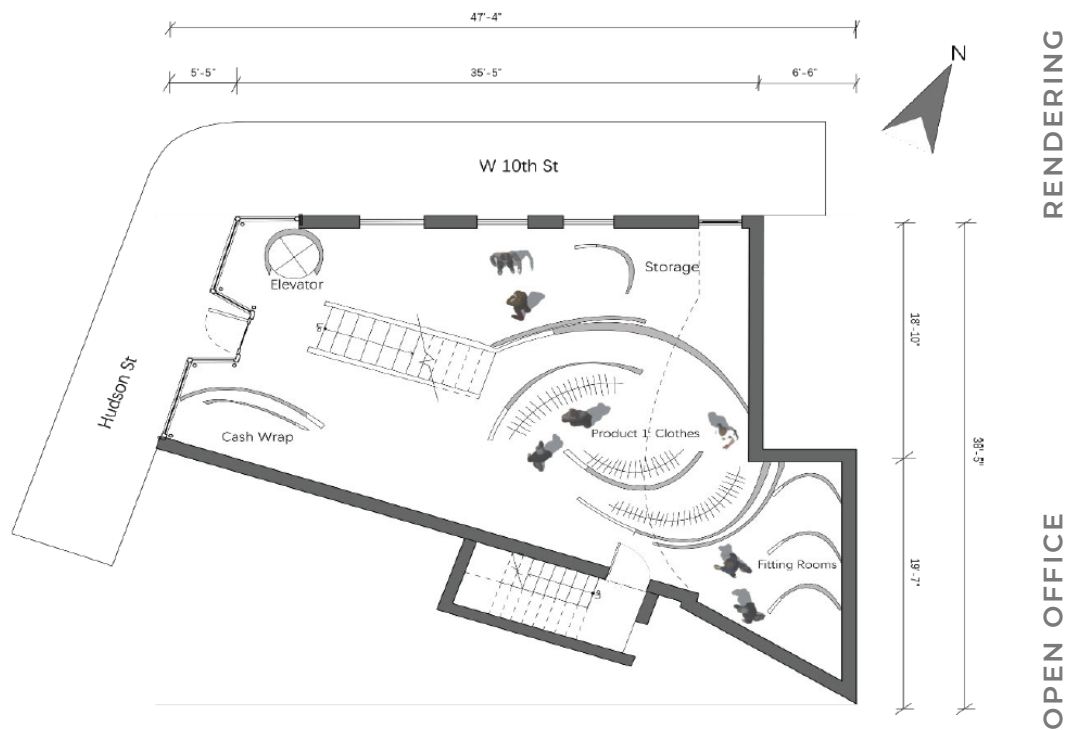 47'-4"
5'-5"
35'-5"
6'-6"
N
RENDERING
W 10th St
Elevator
Storage
18'-10"
38'-5"
Hudson St
Cash Wrap
Product 1: Clothes
Fitting Rooms
19'-7"
OPEN OFFICE